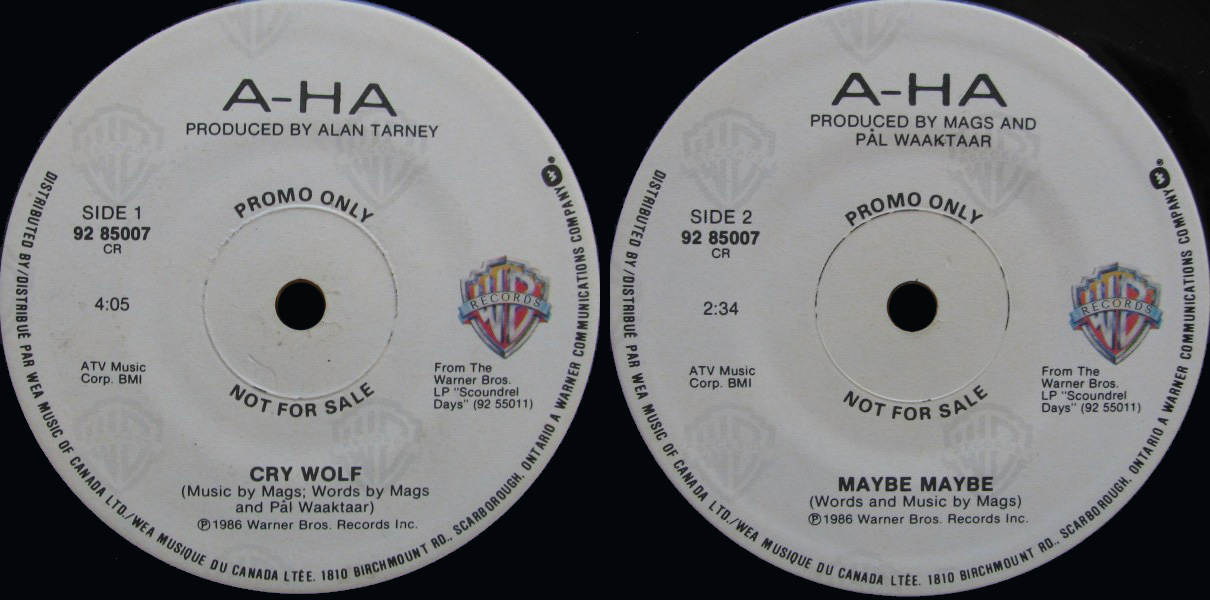 A-HA
PRODUCED BY ALAN TARNEY
PROMO ONLY
SIDE 1
92 85007
CR
4:05
WB
RECORDS
ATV Music
Corp. BMI
From The
Warner Bros.
LP "Scoundrel
Days" (92 55011)
NOT FOR SALE
CRY WOLF
(Music by Mags; Words by Mags
and Pål Waaktaar)
℗1986 Warner Bros. Records Inc.
DISTRIBUTED BY/DISTRIBUÉ PAR WEA MUSIC OF CANADA LTD./WEA MUSIQUE DU CANADA LTÉE. 1810 BIRCHMOUNT RD., SCARBOROUGH, ONTARIO A WARNER COMMUNICATIONS COMPANY
A-HA
PRODUCED BY MAGS AND
PÅL WAAKTAAR
PROMO ONLY
SIDE 2
92 85007
CR
2:34
WB
RECORDS
ATV Music
Corp. BMI
From The
Warner Bros.
LP "Scoundrel
Days" (92 55011)
NOT FOR SALE
MAYBE MAYBE
(Words and Music by Mags)
℗1986 Warner Bros. Records Inc.
DISTRIBUTED BY/DISTRIBUÉ PAR WEA MUSIC OF CANADA LTD./WEA MUSIQUE DU CANADA LTÉE. 1810 BIRCHMOUNT RD., SCARBOROUGH, ONTARIO A WARNER COMMUNICATIONS COMPANY